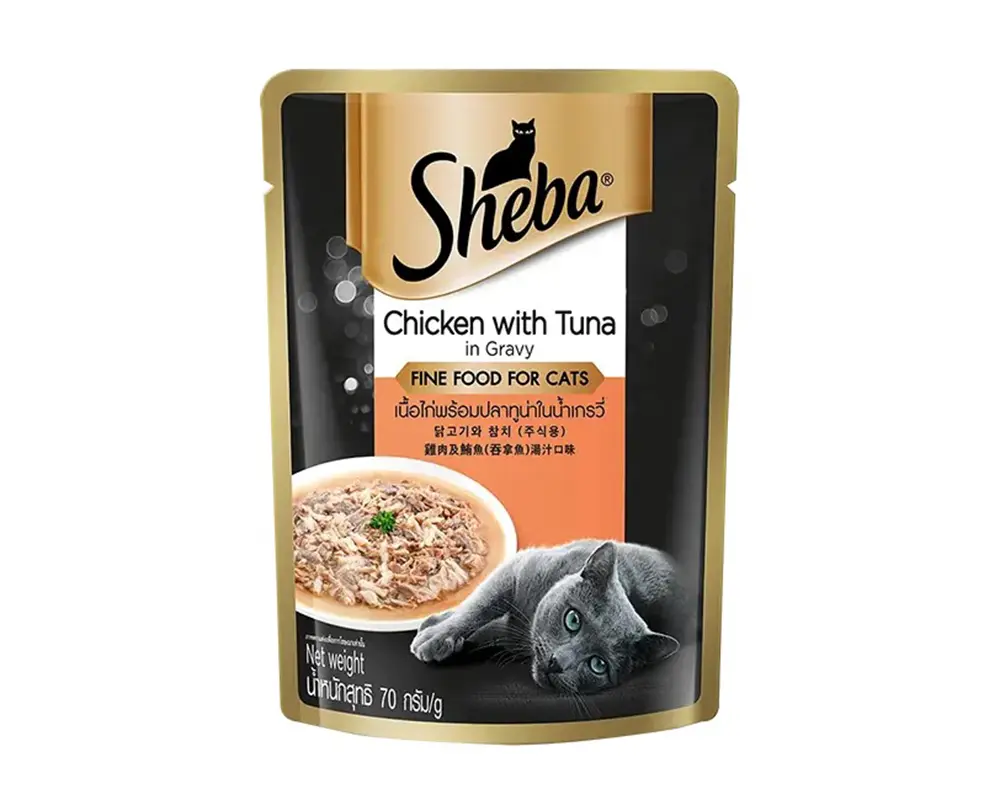 Sheba®
Chicken with Tuna
in Gravy
FINE FOOD FOR CATS
เนื้อไก่พร้อมปลาทูน่าในน้ำเกรวี่
닭고기와 참치 (주식용)
雞肉及鮪魚(吞拿魚)湯汁口味
Net weight
น้ำหนักสุทธิ 70 กรัม/g